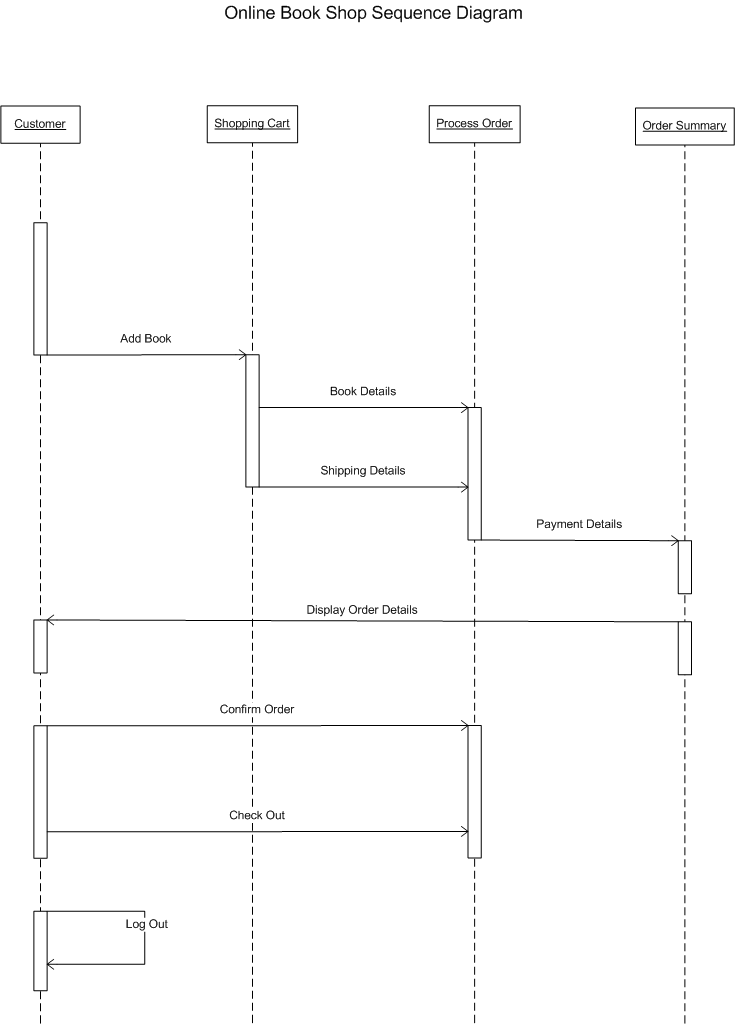 Online Book Shop Sequence Diagram
Customer
Shopping Cart
Process Order
Order Summary
Add Book
Book Details
Shipping Details
Payment Details
Display Order Details
Confirm Order
Check Out
Log Out